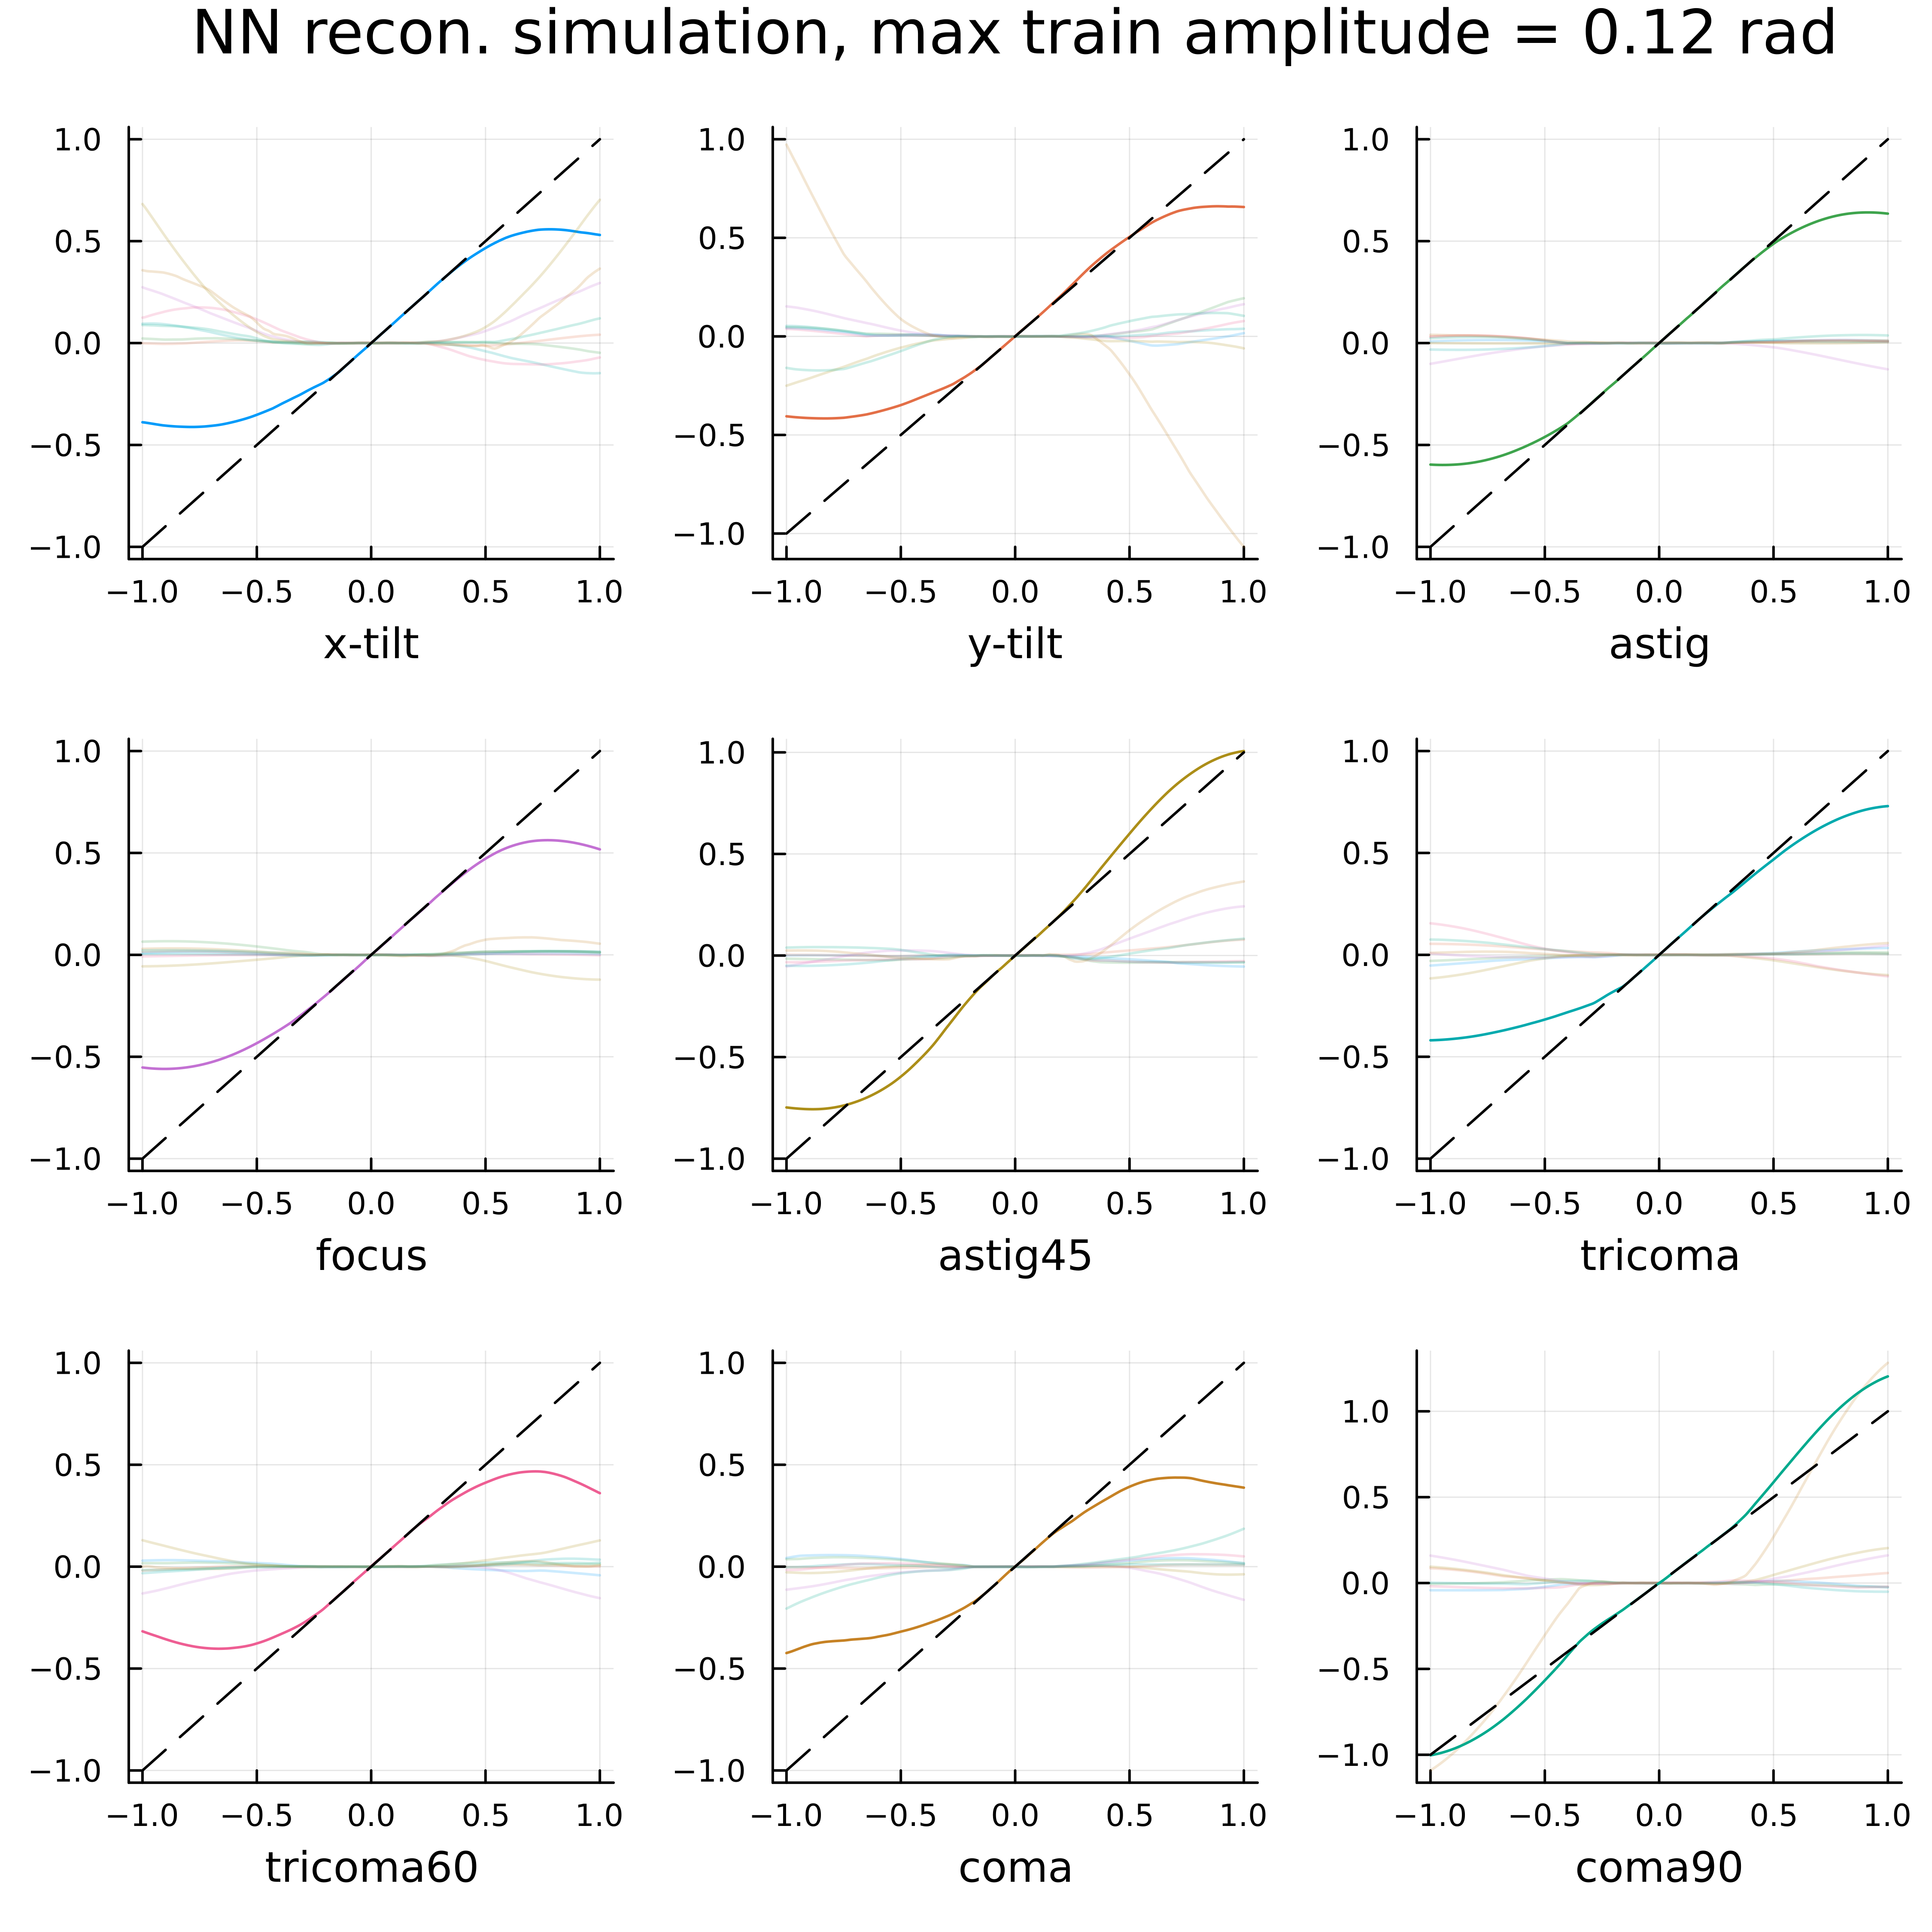 NN recon. simulation, max train amplitude = 0.12 rad
1.0 1.0 1.0
0.5 0.5 0.5
0.0 0.0 0.0
−0.5 −0.5 −0.5
−1.0 −1.0 −1.0
−1.0 −0.5 0.0 0.5 1.0 −1.0 −0.5 0.0 0.5 1.0 −1.0 −0.5 0.0 0.5 1.0
x-tilt y-tilt astig
1.0 1.0 1.0
0.5 0.5 0.5
0.0 0.0 0.0
−0.5 −0.5 −0.5
−1.0 −1.0 −1.0
−1.0 −0.5 0.0 0.5 1.0 −1.0 −0.5 0.0 0.5 1.0 −1.0 −0.5 0.0 0.5 1.0
focus astig45 tricoma
1.0 1.0 1.0
0.5 0.5 0.5
0.0 0.0 0.0
−0.5 −0.5 −0.5
−1.0 −1.0 −1.0
−1.0 −0.5 0.0 0.5 1.0 −1.0 −0.5 0.0 0.5 1.0 −1.0 −0.5 0.0 0.5 1.0
tricoma60 coma coma90